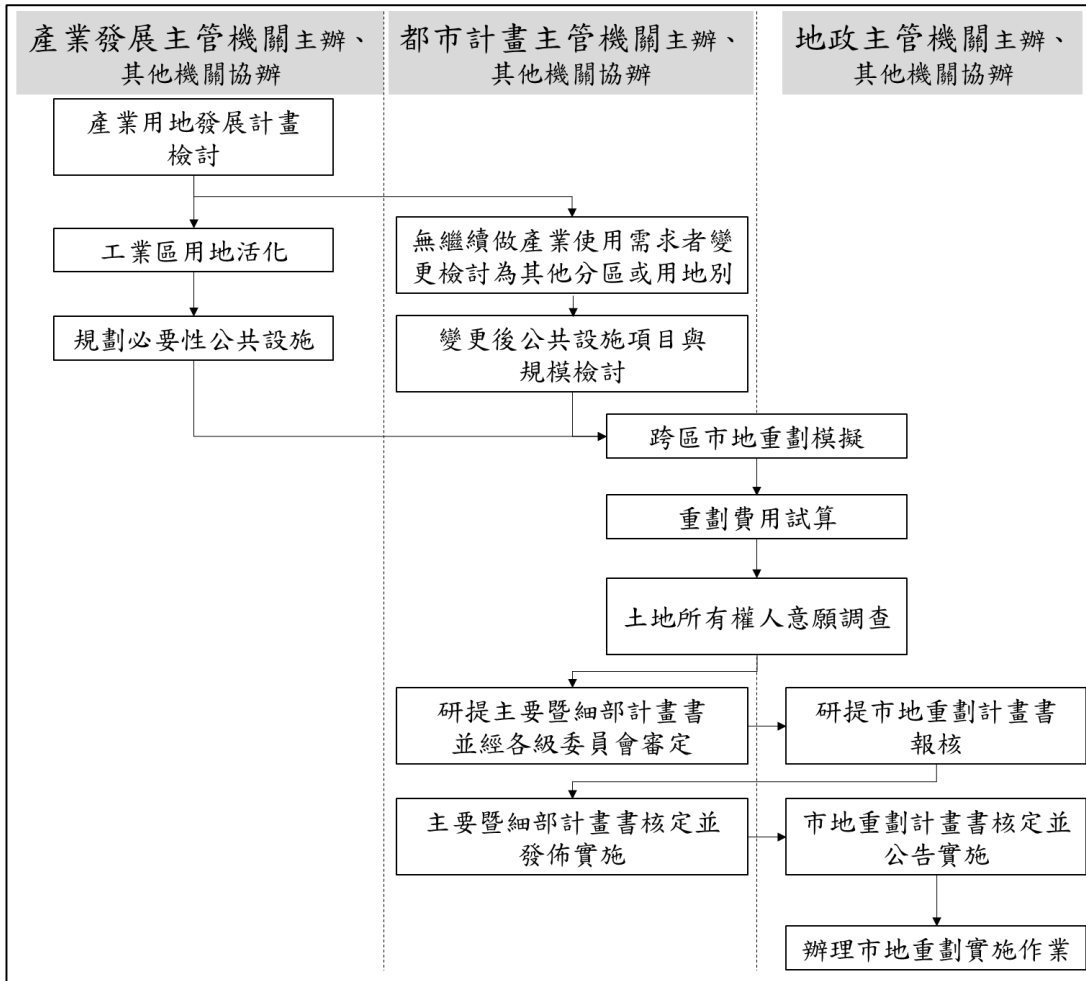 產業發展主管機關主辦、
其他機關協辦
都市計畫主管機關主辦、
其他機關協辦
地政主管機關主辦、
其他機關協辦
產業用地發展計畫
檢討
工業區用地活化
無繼續做產業使用需求者變
更檢討為其他分區或用地別
規劃必要性公共設施
變更後公共設施項目與
規模檢討
跨區市地重劃模擬
重劃費用試算
土地所有權人意願調查
研提主要暨細部計畫書
並經各級委員會審定
研提市地重劃計畫書
報核
主要暨細部計畫書核定並
發佈實施
市地重劃計畫書核定並
公告實施
辦理市地重劃實施作業